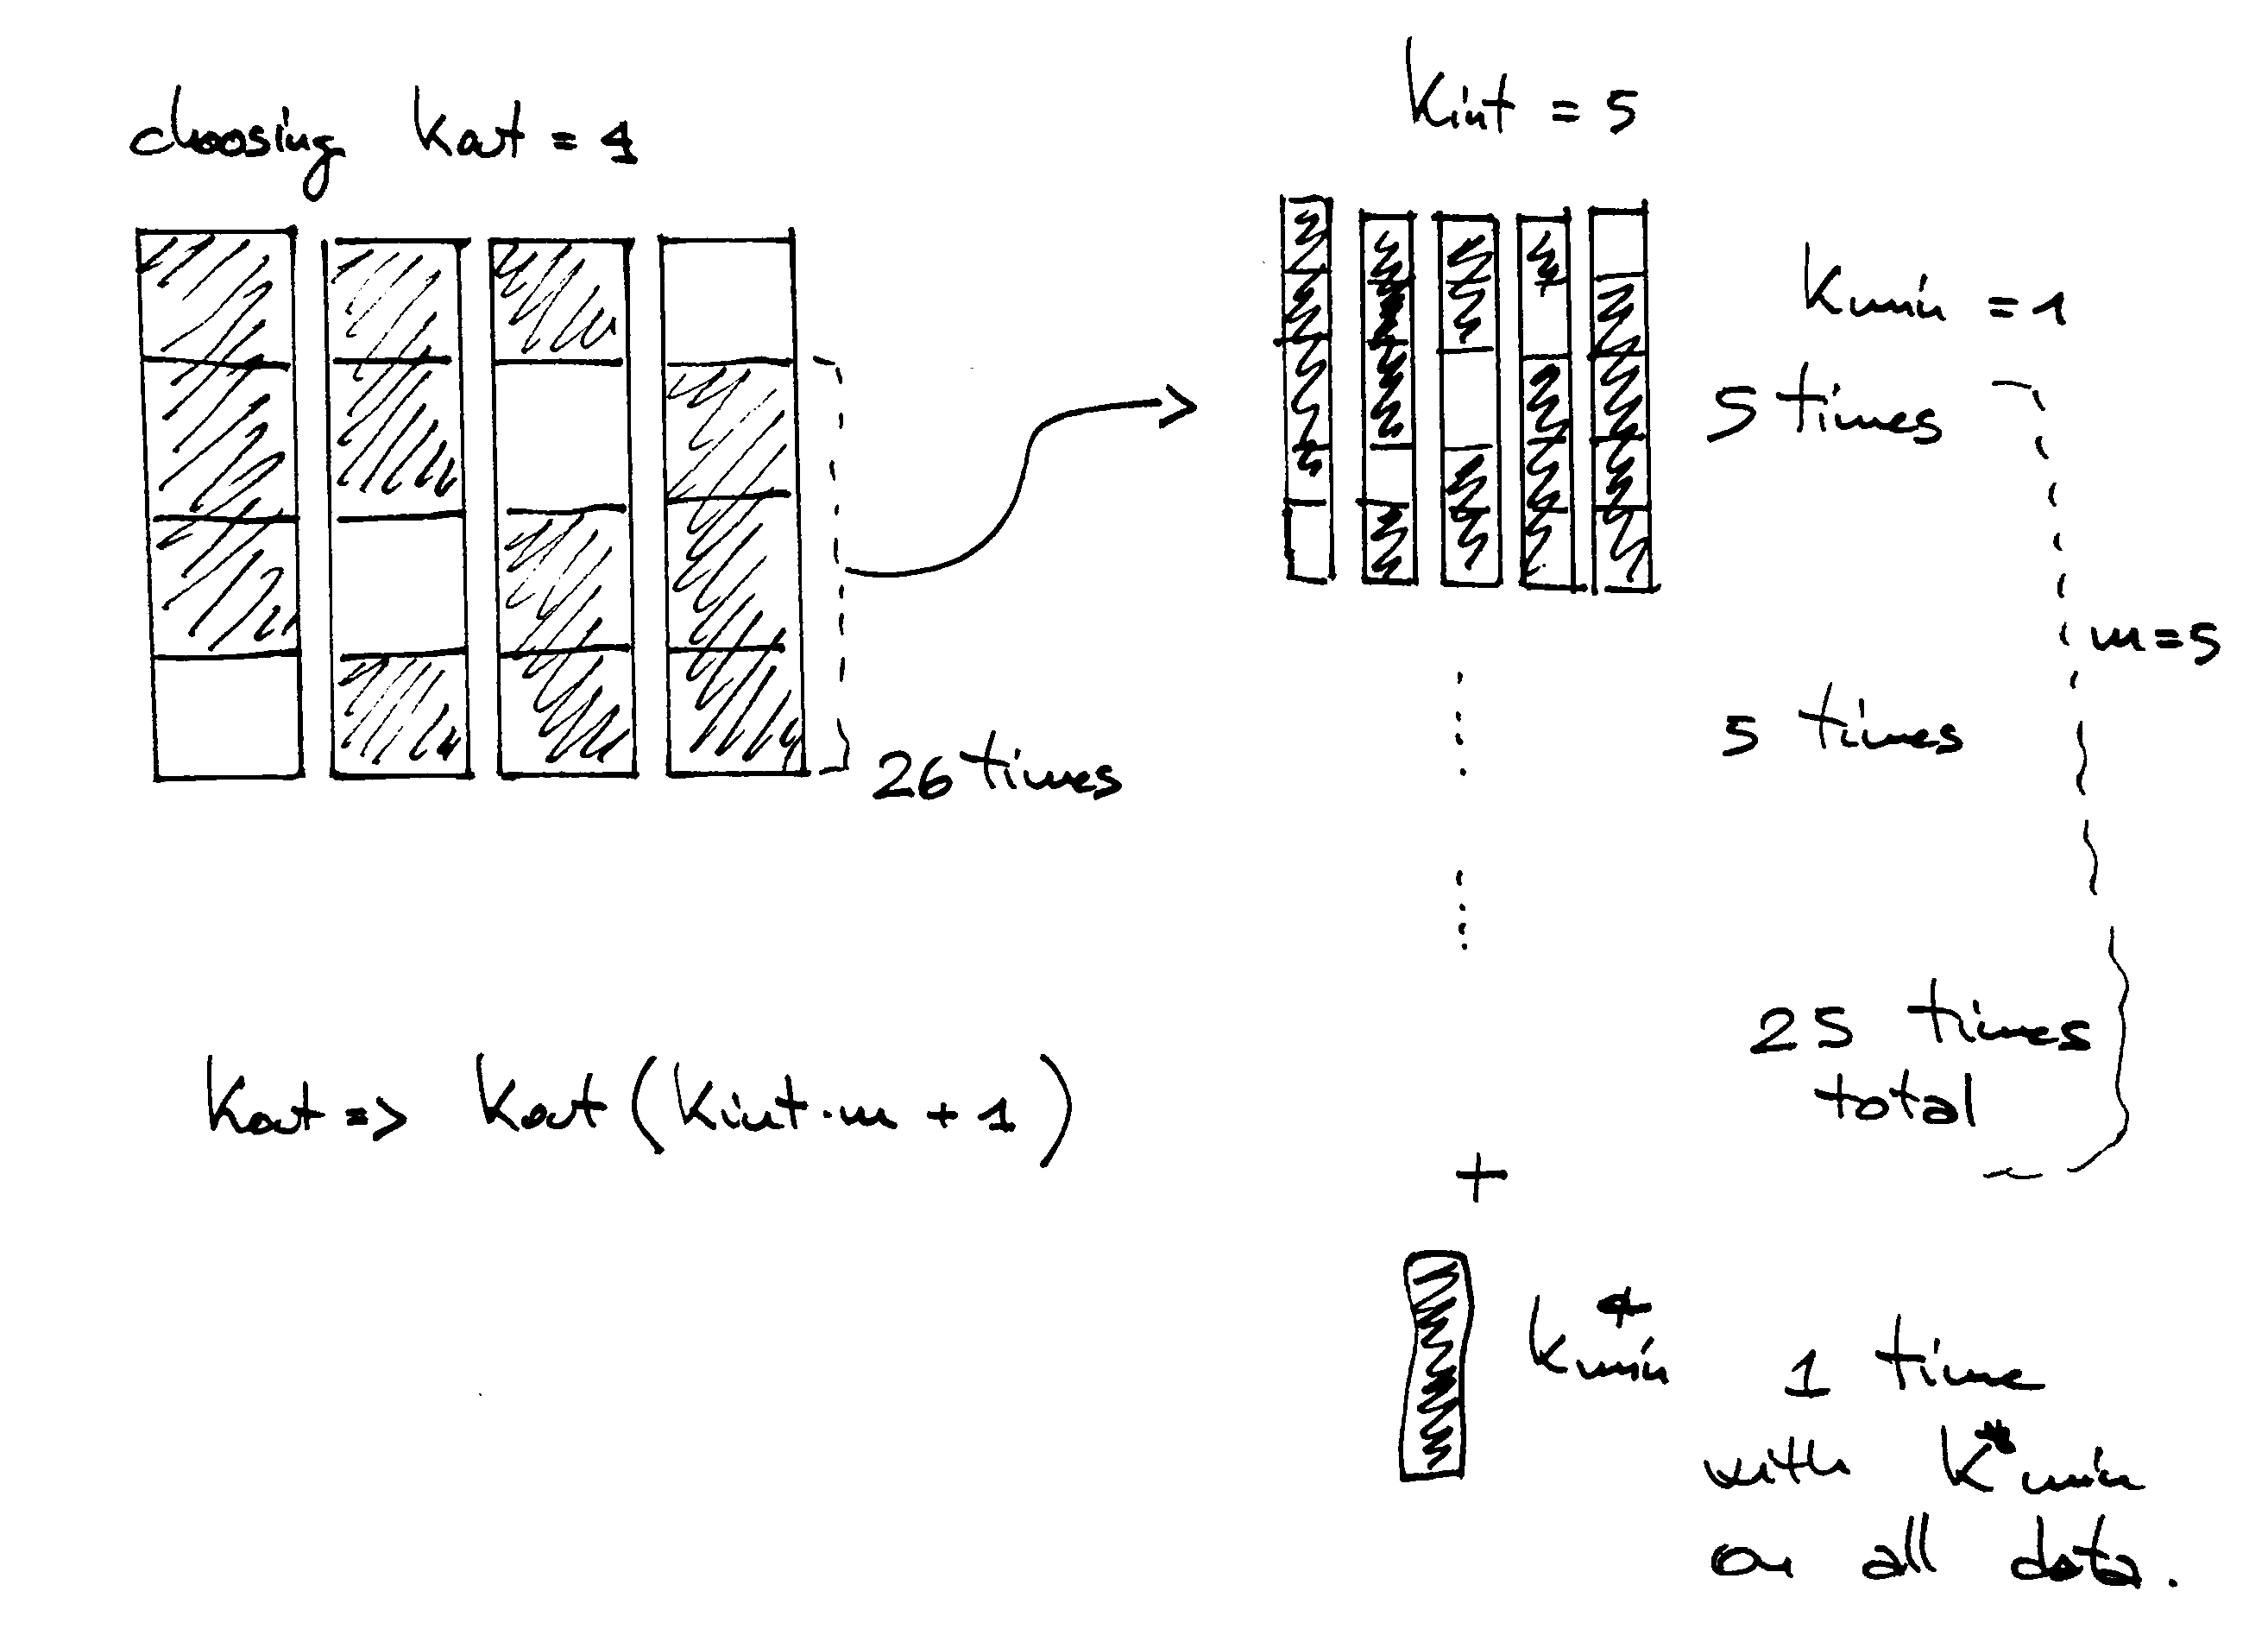 choosing kout = 4
26 times
kout => kout (kint·m + 1)
kint = 5
kmin = 1
5 times
m=5
5 times
25 times
total
+
k*min
1 time
with k*min
on all data.